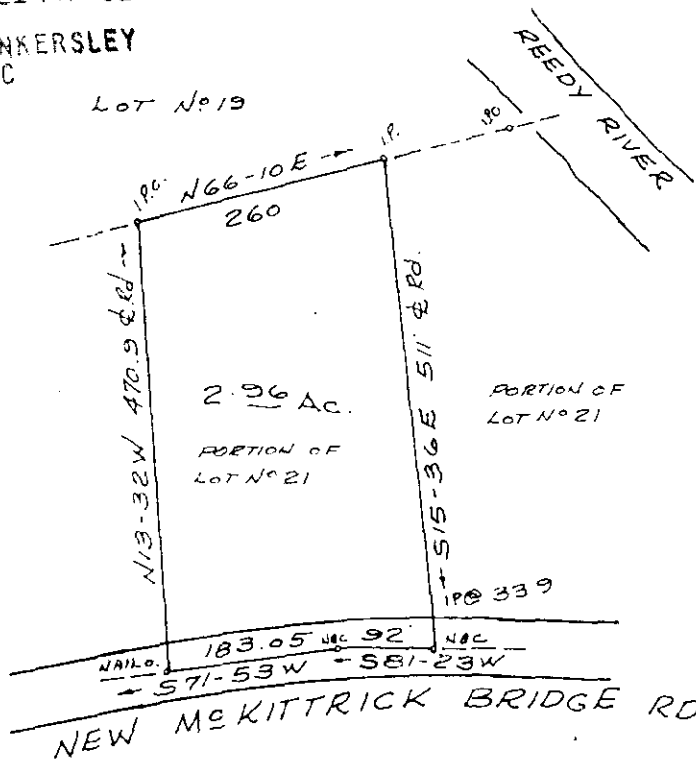 NKERSLEY
C
LOT Nº 19
REEDY RIVER
I.P.O.
N66-10E
260
I.P.
I.P.O
N13-32W 470.9 ℄ Rd
2.96 AC.
PORTION OF
LOT Nº 21
S15-36E 511' ℄ Rd.
PORTION OF
LOT Nº 21
IP@ 339
NAIL O.
183.05
N&C
92
N&C
S71-53W
S81-23W
NEW McKITTRICK BRIDGE RD